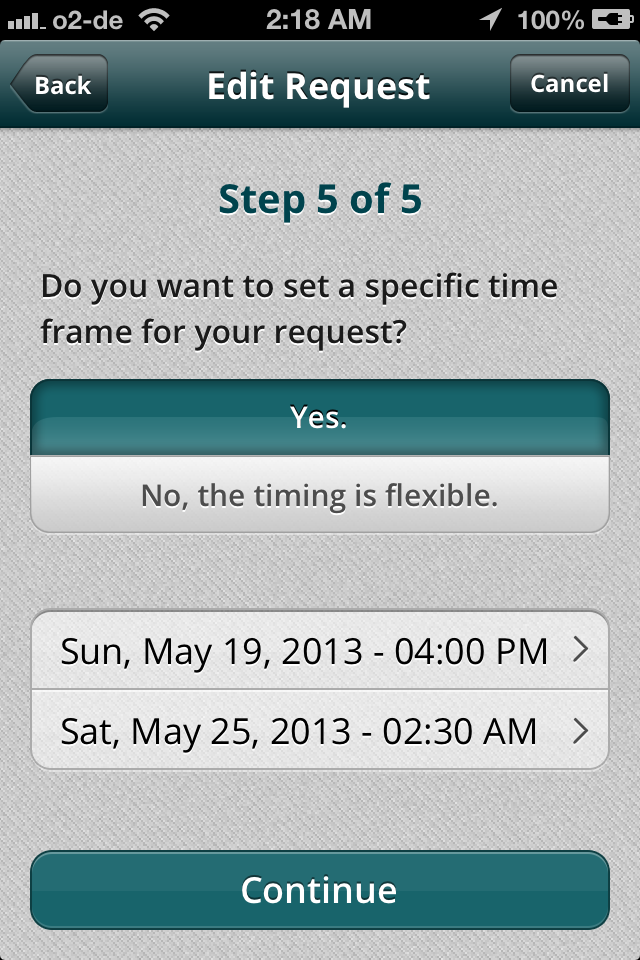 o2-de 2:18 AM 100%
Back Edit Request Cancel
Step 5 of 5
Do you want to set a specific time
frame for your request?
Yes.
No, the timing is flexible.
Sun, May 19, 2013 - 04:00 PM
Sat, May 25, 2013 - 02:30 AM
Continue